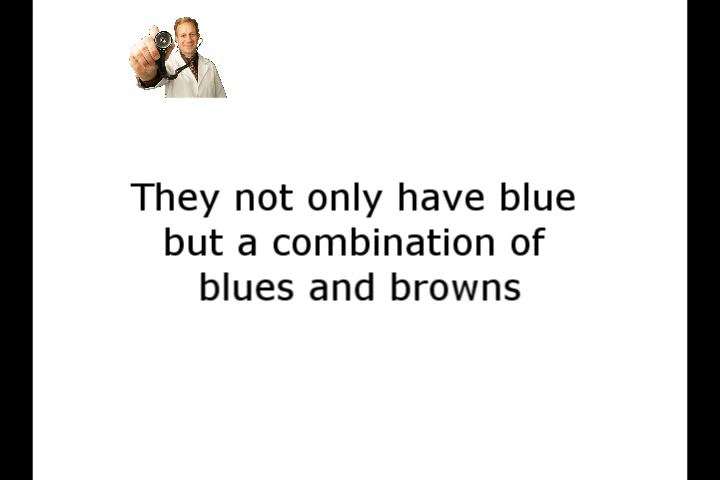 They not only have blue
but a combination of
blues and browns